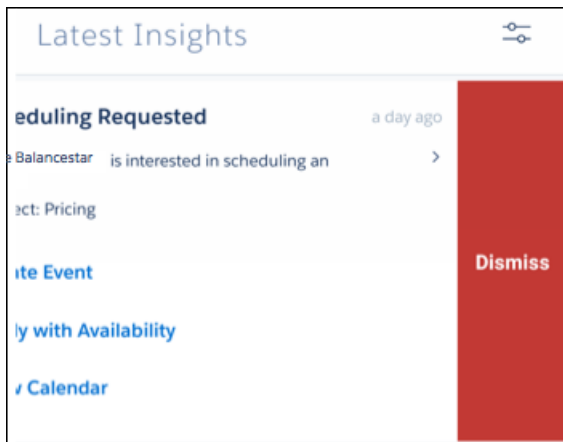 Latest Insights
eduling Requested
a day ago
e Balancestar is interested in scheduling an
ect: Pricing
Dismiss
ate Event
ly with Availability
v Calendar